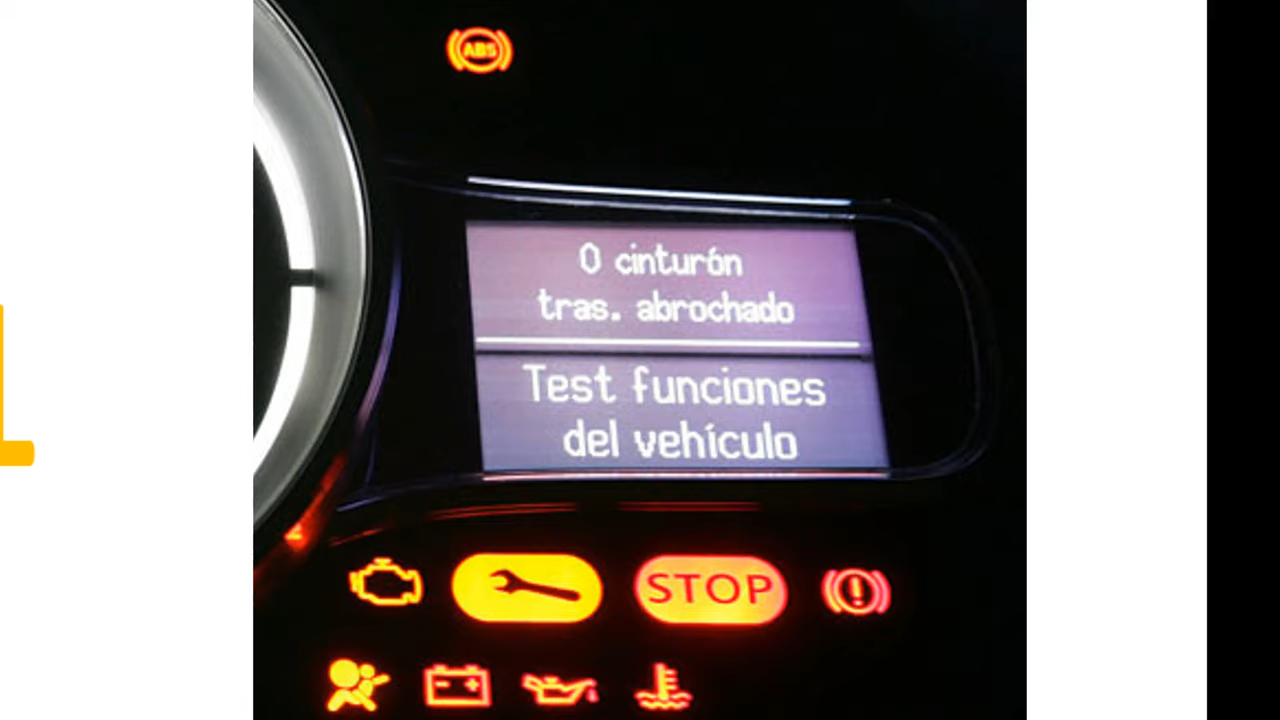 ABS
0 cinturón
tras. abrochado
Test funciones
del vehículo
STOP